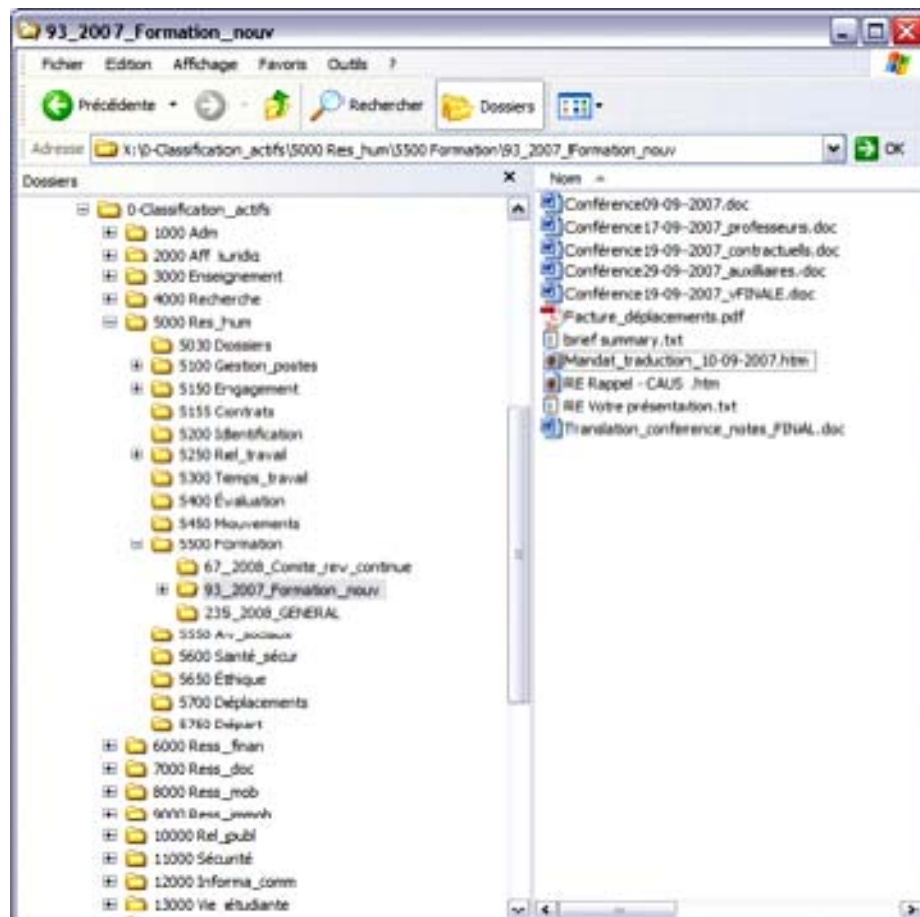 93_2007_Formation_nouv
Fichier Edition Affichage Favoris Outils ?
Précédente Rechercher Dossiers
Adresse X:\0-Classification_actifs\5000 Res_hum\5500 Formation\93_2007_Formation_nouv OK
Dossiers
0-Classification_actifs
1000 Adm
2000 Aff_juridiq
3000 Enseignement
4000 Recherche
5000 Res_hum
5030 Dossiers
5100 Gestion_postes
5150 Engagement
5155 Contrats
5200 Identification
5250 Rel_travail
5300 Temps_travail
5400 Évaluation
5450 Mouvements
5500 Formation
67_2008_Comite_rev_continue
93_2007_Formation_nouv
235_2008_GENERAL
5550 Av_sociaux
5600 Santé_sécur
5650 Éthique
5700 Déplacements
5750 Départ
6000 Ress_finan
7000 Ress_doc
8000 Ress_mob
9000 Ress_immob
10000 Rel_publ
11000 Sécurité
12000 Informa_comm
13000 Vie_étudiante
Nom
Conférence09-09-2007.doc
Conférence17-09-2007_professeurs.doc
Conférence19-09-2007_contractuels.doc
Conférence29-09-2007_auxiliaires.doc
Conférence19-09-2007_vFINALE.doc
Facture_déplacements.pdf
brief summary.txt
Mandat_traduction_10-09-2007.htm
RE Rappel - CAUS .htm
RE Votre présentation.txt
Translation_conference_notes_FINAL.doc